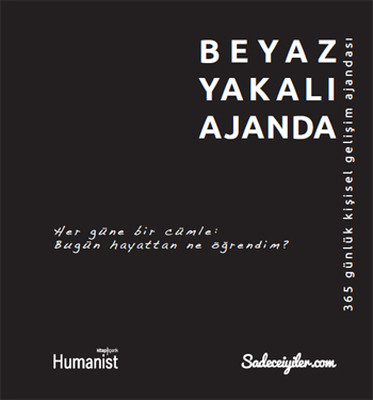 BEYAZ
YAKALI
AJANDA
365 günlük kişisel gelişim ajandası
Her güne bir cümle:
Bugün hayattan ne öğrendim?
Humanist
Sadeceiyiler.com